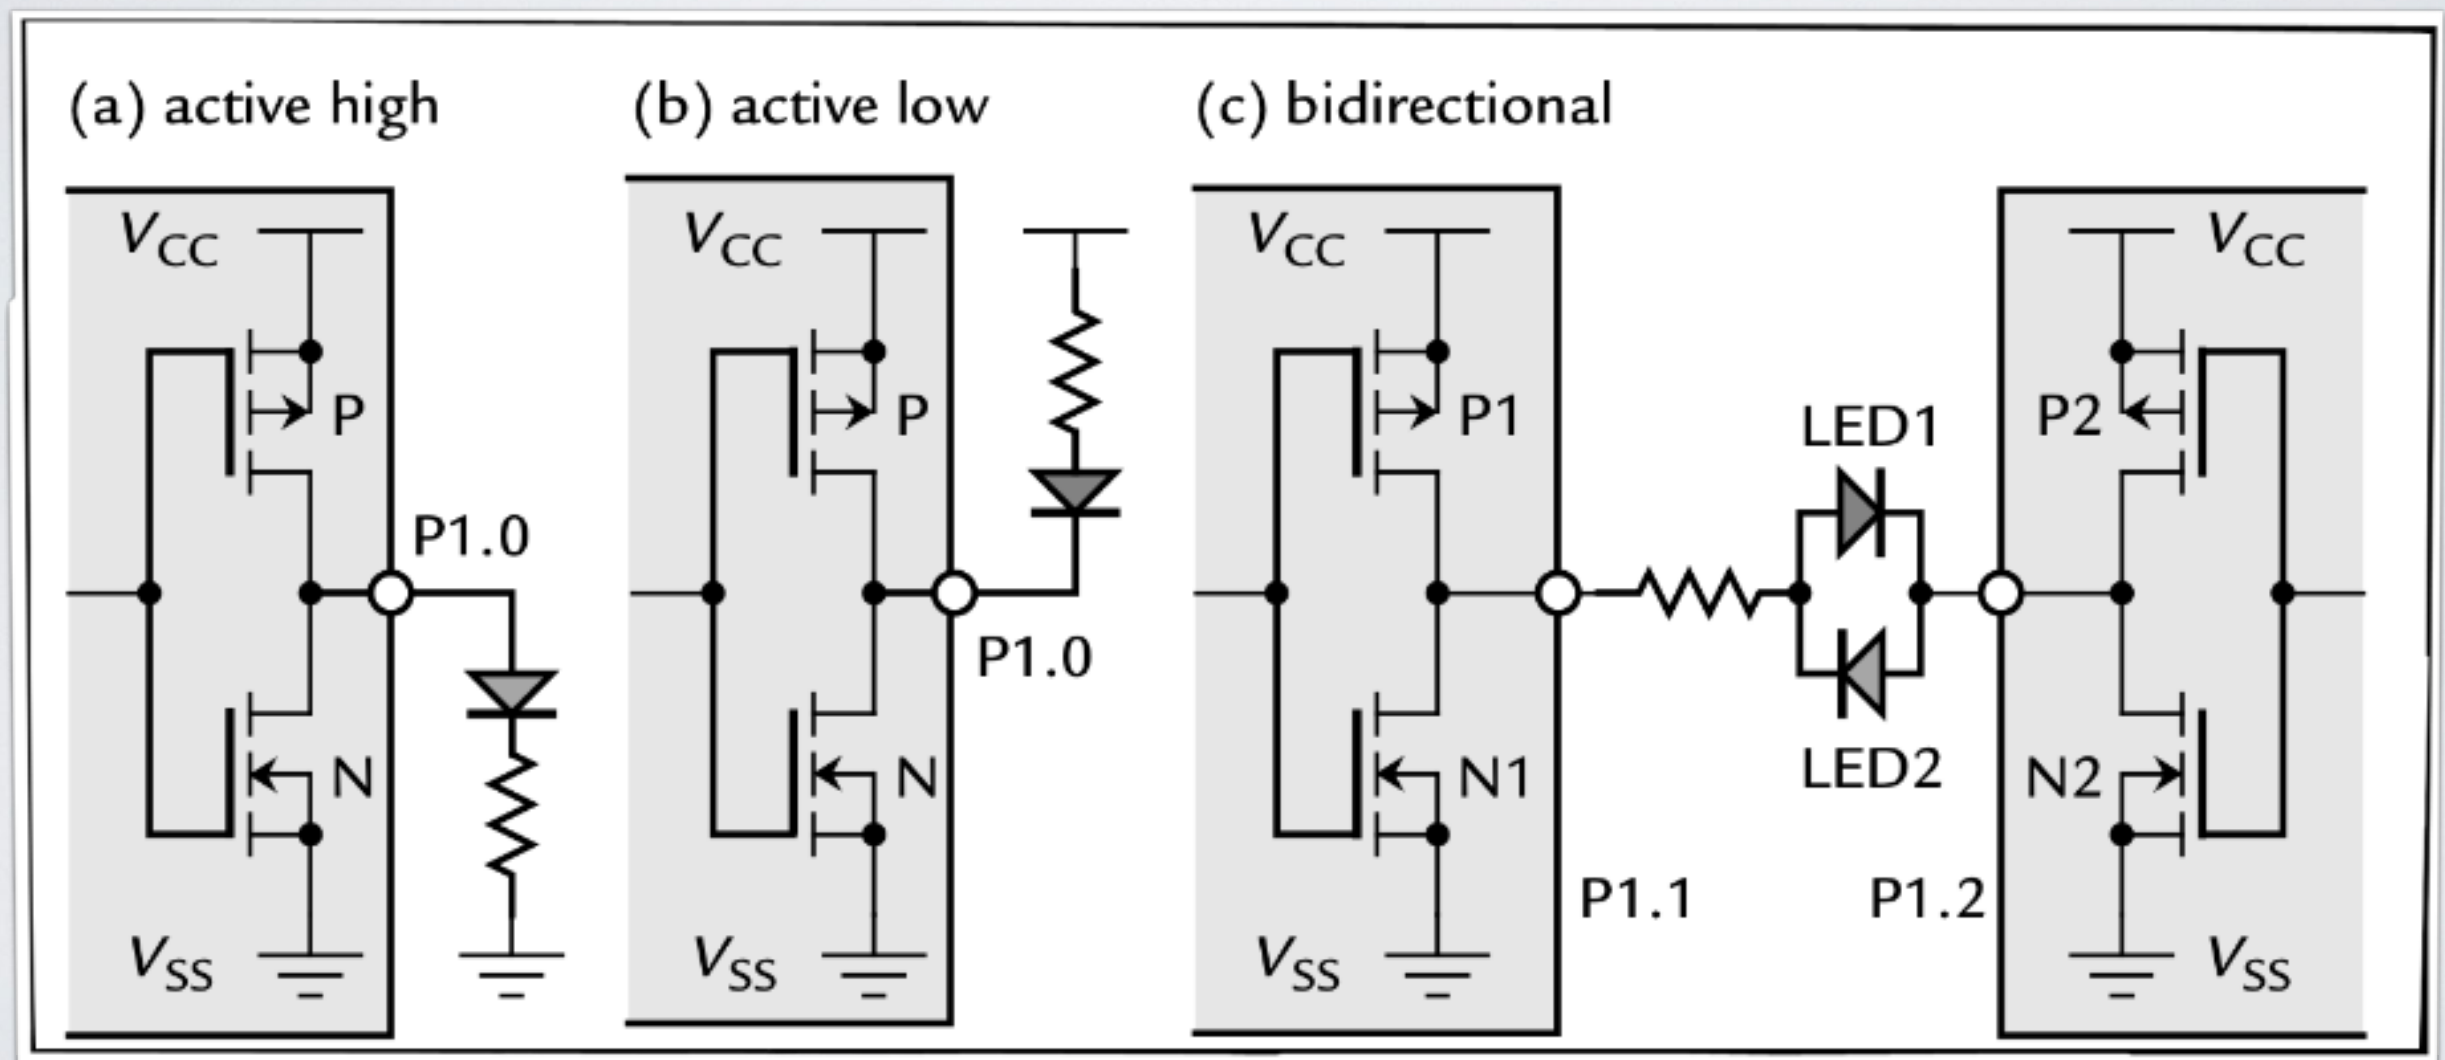 (a) active high
(b) active low
(c) bidirectional
VCC
P
P1.0
N
VSS
VCC
P
P1.0
N
VSS
VCC
P1
N1
VSS
P1.1
LED1
LED2
VCC
P2
N2
P1.2
VSS